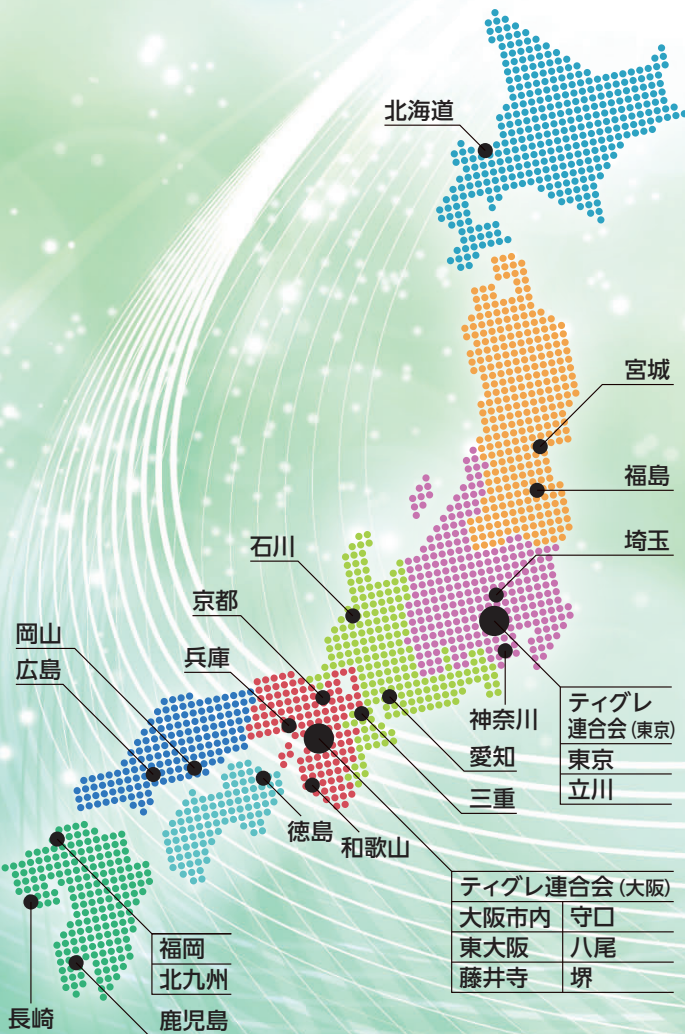 北海道
宮城
福島
埼玉
石川
京都
岡山
兵庫
広島
神奈川
ティグレ
連合会(東京)
東京
立川
愛知
三重
徳島
和歌山
ティグレ連合会(大阪)
大阪市内 守口
東大阪 八尾
藤井寺 堺
福岡
北九州
長崎
鹿児島